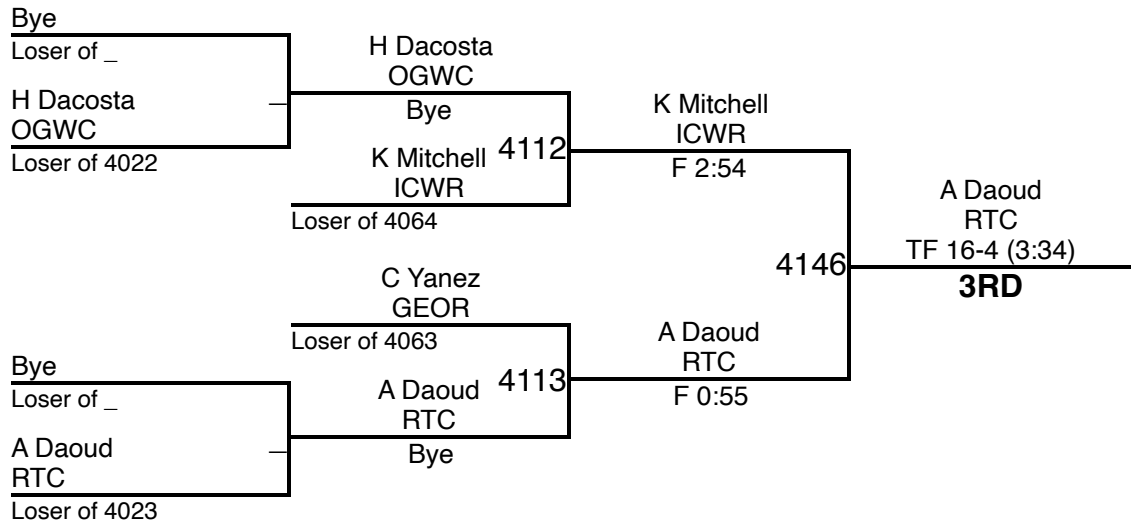 Bye
Loser of _
H Dacosta
OGWC
Loser of 4022
_
H Dacosta
OGWC
Bye
K Mitchell
ICWR
Loser of 4064
4112
K Mitchell
ICWR
F 2:54
C Yanez
GEOR
Loser of 4063
Bye
Loser of _
A Daoud
RTC
Loser of 4023
_
A Daoud
RTC
Bye
4113
A Daoud
RTC
F 0:55
4146
A Daoud
RTC
TF 16-4 (3:34)
3RD